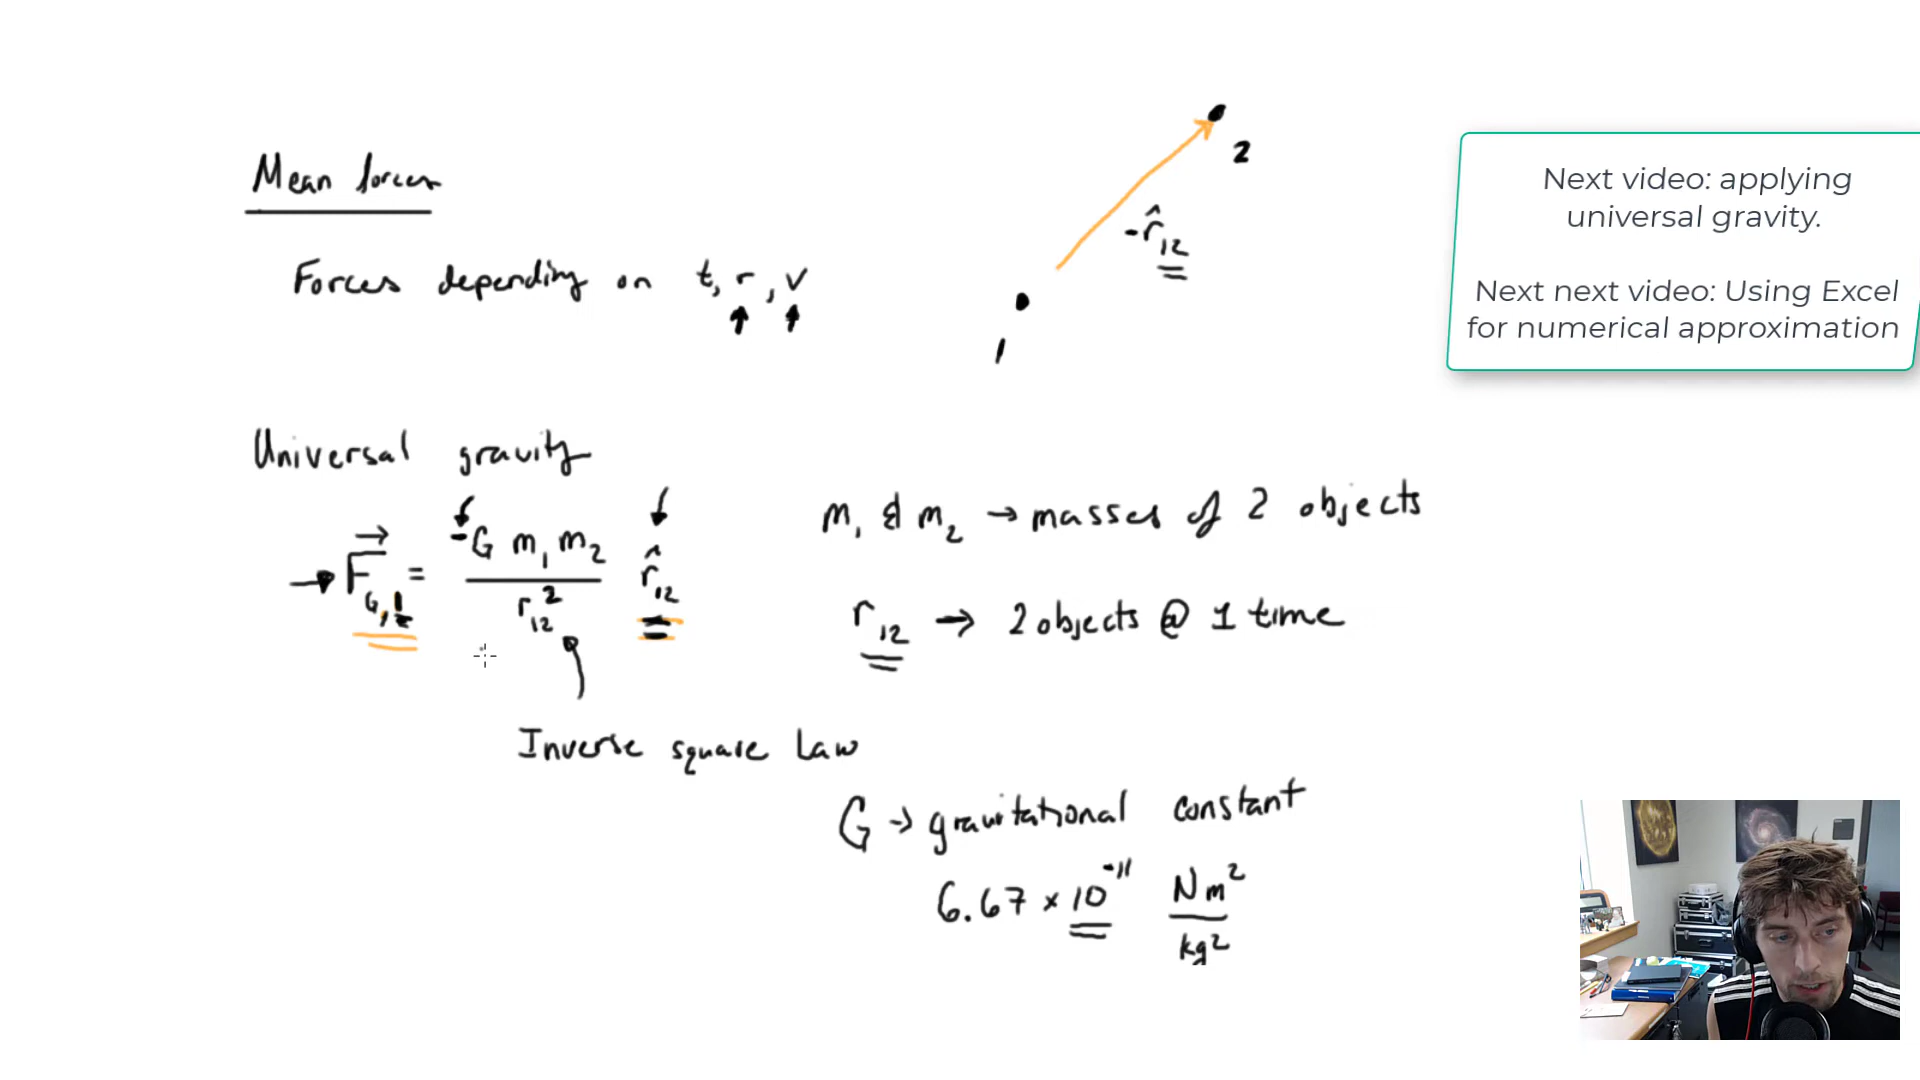 Mean forces
Forces depending on t, r, v
2
-r̂₁₂
1
Next video: applying
universal gravity.
Next next video: Using Excel
for numerical approximation
Universal gravity
F⃗ = -G m₁ m₂ / r₁₂² r̂₁₂
m₁ & m₂ → masses of 2 objects
r₁₂ → 2 objects @ 1 time
Inverse square Law
G → gravitational constant
6.67 × 10⁻¹¹ Nm² / kg²